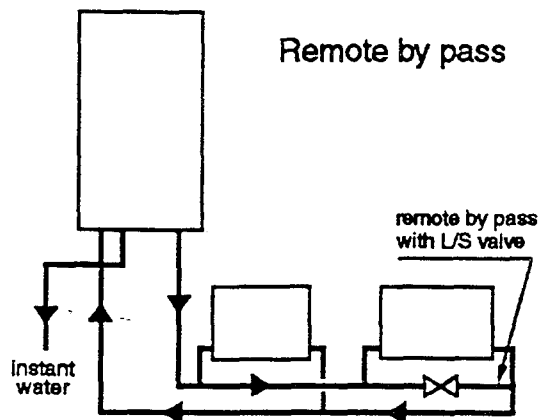 Remote by pass
remote by pass
with L/S valve
instant
water